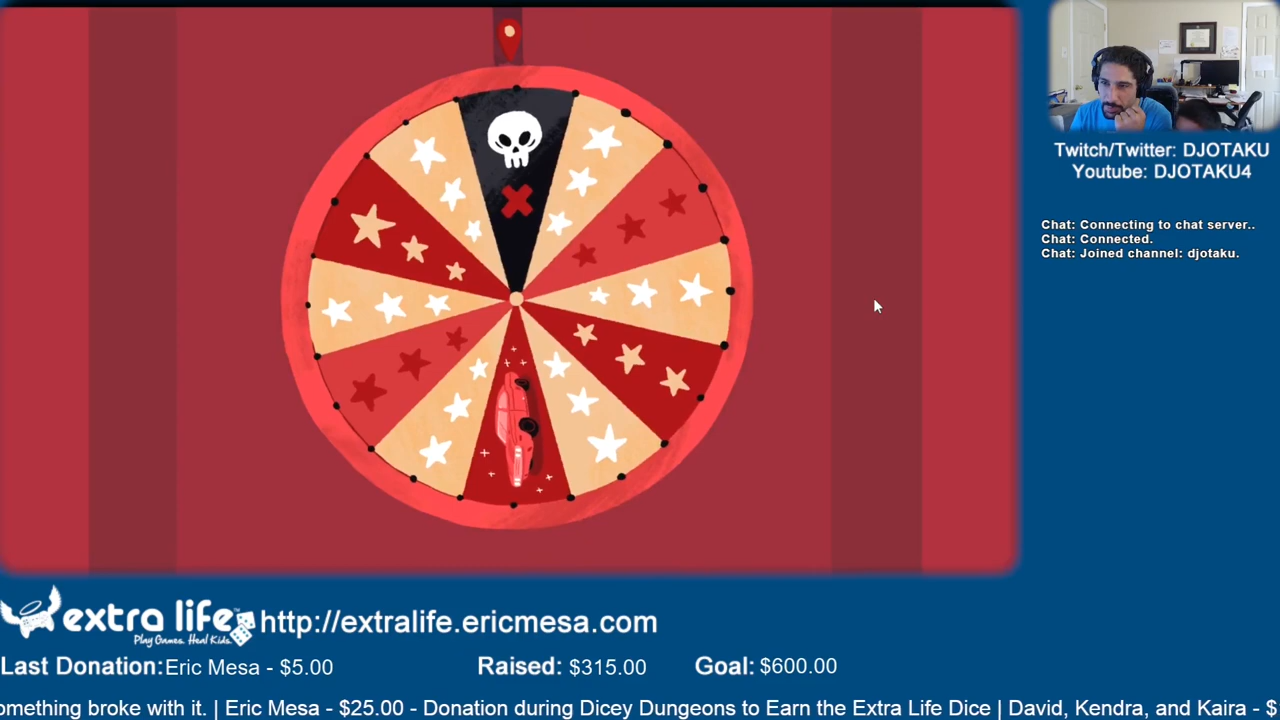 Twitch/Twitter: DJOTAKU
Youtube: DJOTAKU4
Chat: Connecting to chat server..
Chat: Connected.
Chat: Joined channel: djotaku.
extra life
Play Games. Heal Kids.
http://extralife.ericmesa.com
Last Donation: Eric Mesa - $5.00 Raised: $315.00 Goal: $600.00
omething broke with it. | Eric Mesa - $25.00 - Donation during Dicey Dungeons to Earn the Extra Life Dice | David, Kendra, and Kaira - $